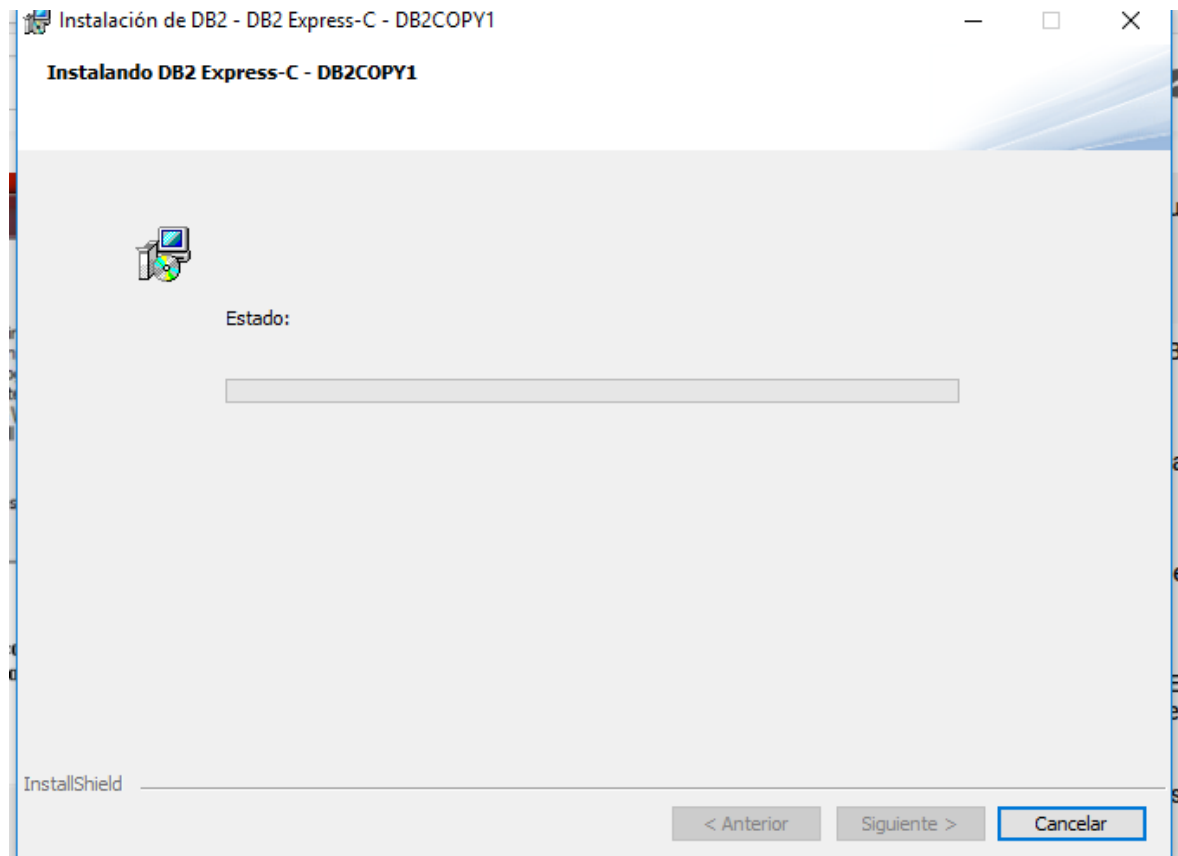 Instalación de DB2 - DB2 Express-C - DB2COPY1
Instalando DB2 Express-C - DB2COPY1
Estado:
InstallShield
< Anterior
Siguiente >
Cancelar